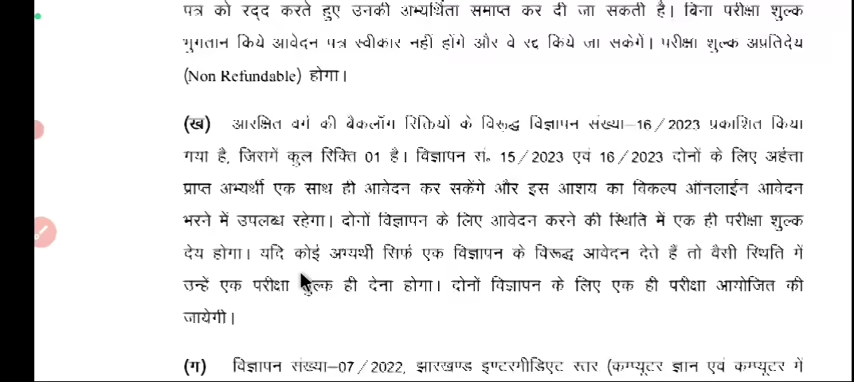 पत्र को रद्द करते हुए उनकी अभ्यर्थिता समाप्त कर दी जा सकती है। बिना परीक्षा शुल्क
भुगतान किये आवेदन पत्र स्वीकार नहीं होंगे और वे रद्द किये जा सकेगें। परीक्षा शुल्क अप्रतिदेय
(Non Refundable) होगा।
(ख) आरक्षित वर्ग की बैकलॉग रिक्तियों के विरूद्ध विज्ञापन संख्या–16/2023 प्रकाशित किया
गया है, जिसमें कुल रिक्ति 01 है। विज्ञापन सं० 15/2023 एवं 16/2023 दोनों के लिए अर्हता
प्राप्त अभ्यर्थी एक साथ ही आवेदन कर सकेंगे और इस आशय का विकल्प ऑनलाईन आवेदन
भरने में उपलब्ध रहेगा। दोनों विज्ञापन के लिए आवेदन करने की स्थिति में एक ही परीक्षा शुल्क
देय होगा। यदि कोई अभ्यर्थी सिर्फ एक विज्ञापन के विरूद्ध आवेदन देते हैं तो वैसी स्थिति में
उन्हें एक परीक्षा शुल्क ही देना होगा। दोनों विज्ञापन के लिए एक ही परीक्षा आयोजित की
जायेगी।
(ग) विज्ञापन संख्या–07/2022, झारखण्ड इण्टरमीडिएट स्तर (कम्प्यूटर ज्ञान एवं कम्प्यूटर में